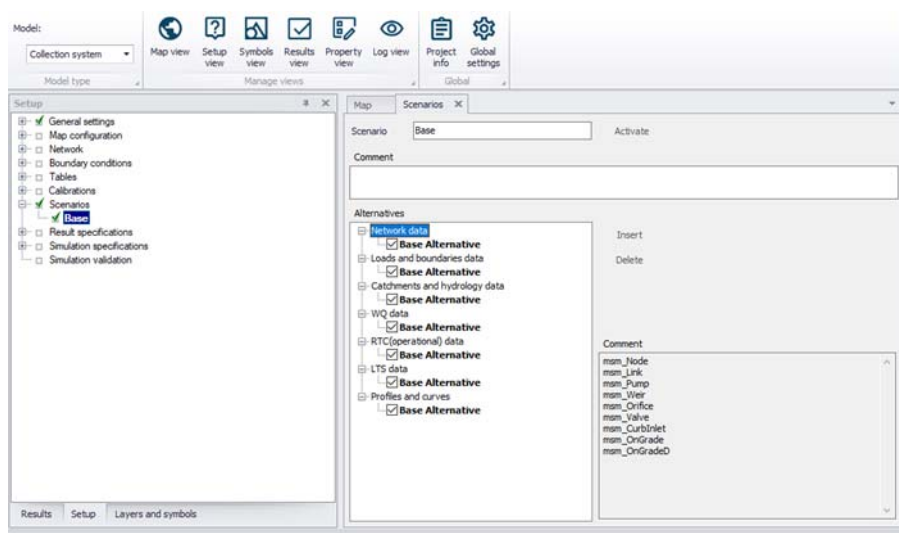 Model:
Collection system
Model type
Map view
Setup view
Symbols view
Results view
Property view
Log view
Manage views
Project info
Global settings
Global
Setup
General settings
Map configuration
Network
Boundary conditions
Tables
Calibrations
Scenarios
Base
Result specifications
Simulation specifications
Simulation validation
Results
Setup
Layers and symbols
Map
Scenarios
Scenario
Base
Activate
Comment
Alternatives
Network data
Base Alternative
Loads and boundaries data
Base Alternative
Catchments and hydrology data
Base Alternative
WQ data
Base Alternative
RTC(operational) data
Base Alternative
LTS data
Base Alternative
Profiles and curves
Base Alternative
Insert
Delete
Comment
msm_Node
msm_Link
msm_Pump
msm_Weir
msm_Orifice
msm_Valve
msm_CurbInlet
msm_OnGrade
msm_OnGradeD